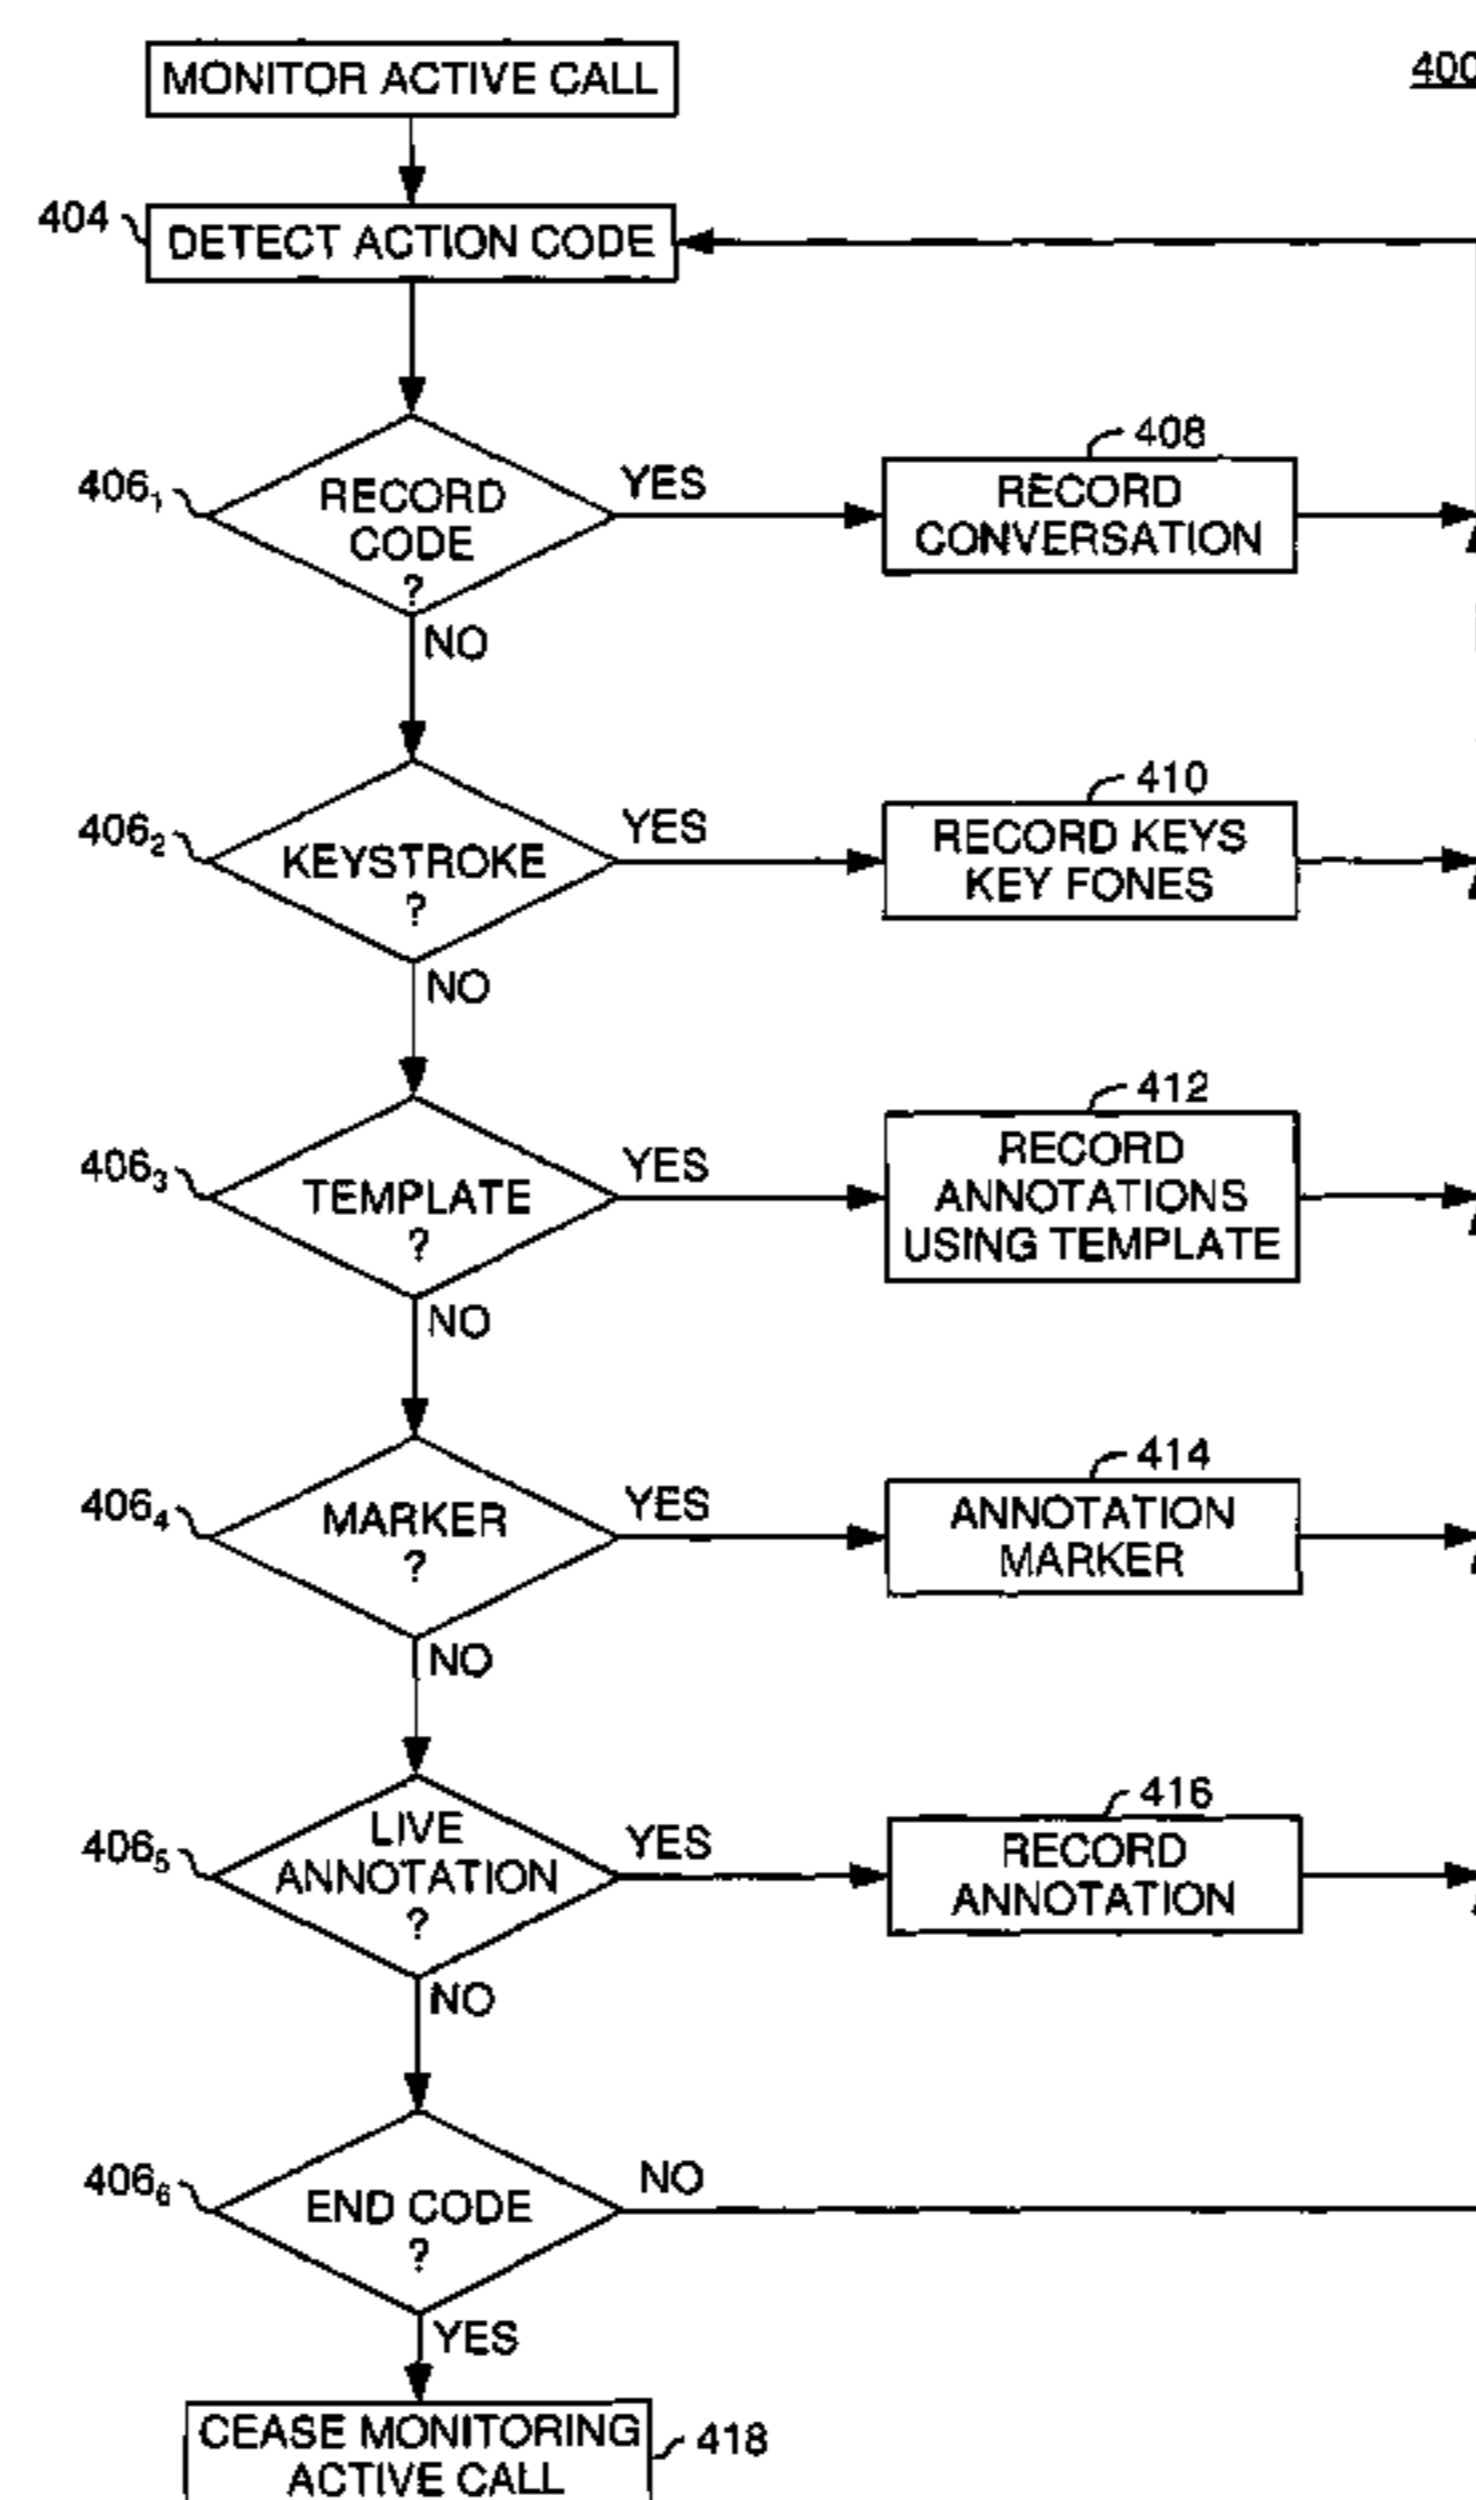 MONITOR ACTIVE CALL
400
404
DETECT ACTION CODE
408
406₁
RECORD
CODE
?
YES
RECORD
CONVERSATION
NO
410
406₂
KEYSTROKE
?
YES
RECORD KEYS
KEY FONES
NO
412
406₃
TEMPLATE
?
YES
RECORD
ANNOTATIONS
USING TEMPLATE
NO
414
406₄
MARKER
?
YES
ANNOTATION
MARKER
NO
416
406₅
LIVE
ANNOTATION
?
YES
RECORD
ANNOTATION
NO
406₆
END CODE
?
NO
YES
CEASE MONITORING
ACTIVE CALL
418